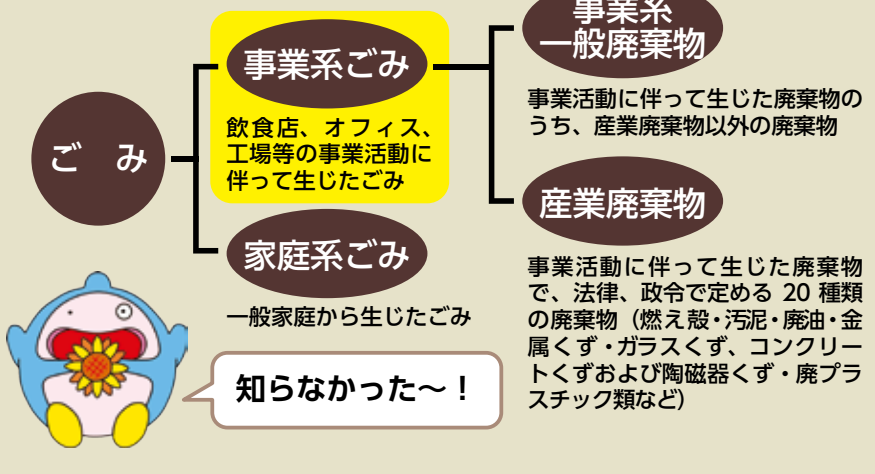 ごみ
事業系ごみ
飲食店、オフィス、
工場等の事業活動に
伴って生じたごみ
家庭系ごみ
一般家庭から生じたごみ
事業系
一般廃棄物
事業活動に伴って生じた廃棄物の
うち、産業廃棄物以外の廃棄物
産業廃棄物
事業活動に伴って生じた廃棄物
で、法律、政令で定める 20 種類
の廃棄物（燃え殻・汚泥・廃油・金
属くず・ガラスくず、コンクリー
トくずおよび陶磁器くず・廃プラ
スチック類など）
知らなかった～！